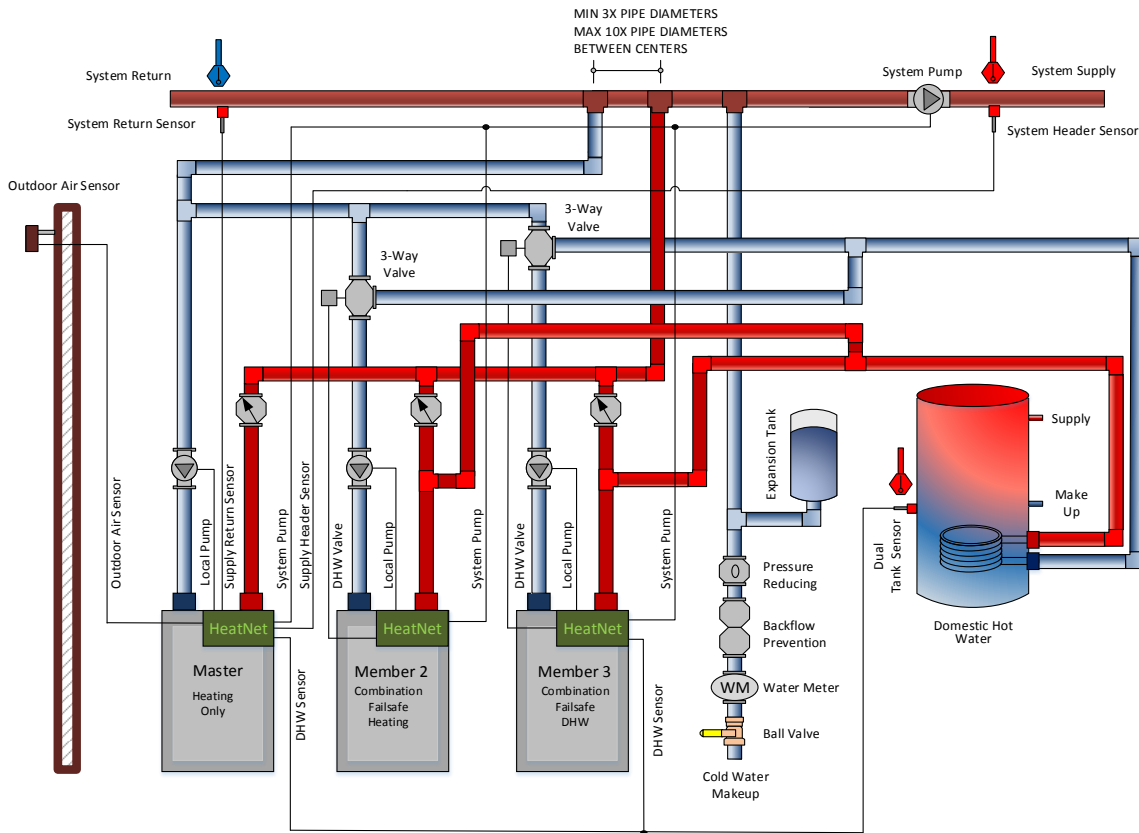 MIN 3X PIPE DIAMETERS
MAX 10X PIPE DIAMETERS
BETWEEN CENTERS
System Return
System Pump
System Supply
System Return Sensor
System Header Sensor
Outdoor Air Sensor
3-Way
Valve
3-Way
Valve
Expansion Tank
Supply
Make
Up
Dual
Tank Sensor
Outdoor Air Sensor
Local Pump
Supply Return Sensor
System Pump
Supply Header Sensor
DHW Valve
Local Pump
System Pump
DHW Valve
Local Pump
System Pump
Pressure
Reducing
Backflow
Prevention
WM
Water Meter
Ball Valve
Cold Water
Makeup
Domestic Hot
Water
HeatNet
Master
Heating
Only
DHW Sensor
HeatNet
Member 2
Combination
Failsafe
Heating
HeatNet
Member 3
Combination
Failsafe
DHW
DHW Sensor